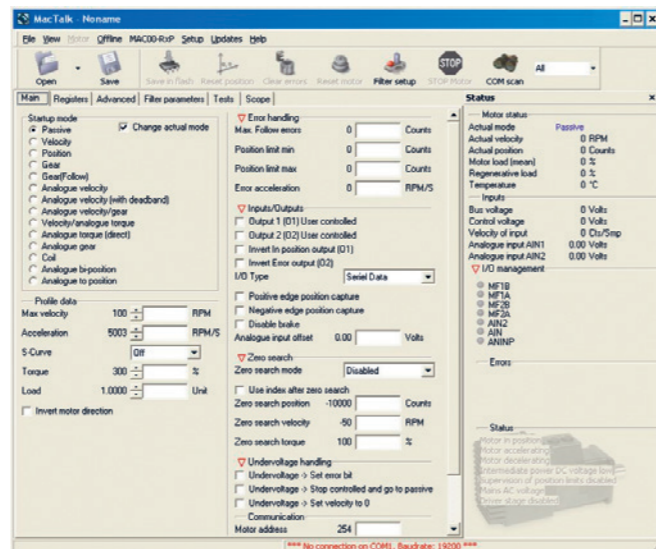 MacTalk - Noname
File View Motor Offline MAC00-RxP Setup Updates Help
Open Save Save in flash Reset position Clear errors Reset motor Filter setup STOP Motor COM scan All
STOP
Main Registers Advanced Filter parameters Tests Scope
Startup mode
Passive
Change actual mode
Velocity
Position
Gear
Gear(Follow)
Analogue velocity
Analogue velocity (with deadband)
Analogue velocity/gear
Velocity/analogue torque
Analogue torque (direct)
Analogue gear
Coil
Analogue bi-position
Analogue to position
Profile data
Max velocity 100 RPM
Acceleration 5003 RPM/S
S-Curve Off
Torque 300 %
Load 1.0000 Unit
Invert motor direction
Error handling
Max. Follow errors 0 Counts
Position limit min 0 Counts
Position limit max 0 Counts
Error acceleration 0 RPM/S
Inputs/Outputs
Output 1 (O1) User controlled
Output 2 (O2) User controlled
Invert In position output (O1)
Invert Error output (O2)
I/O Type Seriel Data
Positive edge position capture
Negative edge position capture
Disable brake
Analogue input offset 0.00 Volts
Zero search
Zero search mode Disabled
Use index after zero search
Zero search position -10000 Counts
Zero search velocity -50 RPM
Zero search torque 100 %
Undervoltage handling
Undervoltage -> Set error bit
Undervoltage -> Stop controlled and go to passive
Undervoltage -> Set velocity to 0
Communication
Motor address 254
Status x
Motor status
Actual mode Passive
Actual velocity 0 RPM
Actual position 0 Counts
Motor load (mean) 0 %
Regenerative load 0 %
Temperature 0 °C
Inputs
Bus voltage 0 Volts
Control voltage 0 Volts
Velocity of input 0 Cts/Smp
Analogue input AIN1 0.00 Volts
Analogue input AIN2 0.00 Volts
I/O management
MF1B
MF1A
MF2B
MF2A
AIN2
AIN
ANINP
Errors
Status
Motor in position
Motor accelerating
Motor decelerating
Intermediate power DC voltage low
Supervision of position limits disabled
Mains AC voltage
Driver stage disabled
*** No connection on COM1, Baudrate: 19200 ***